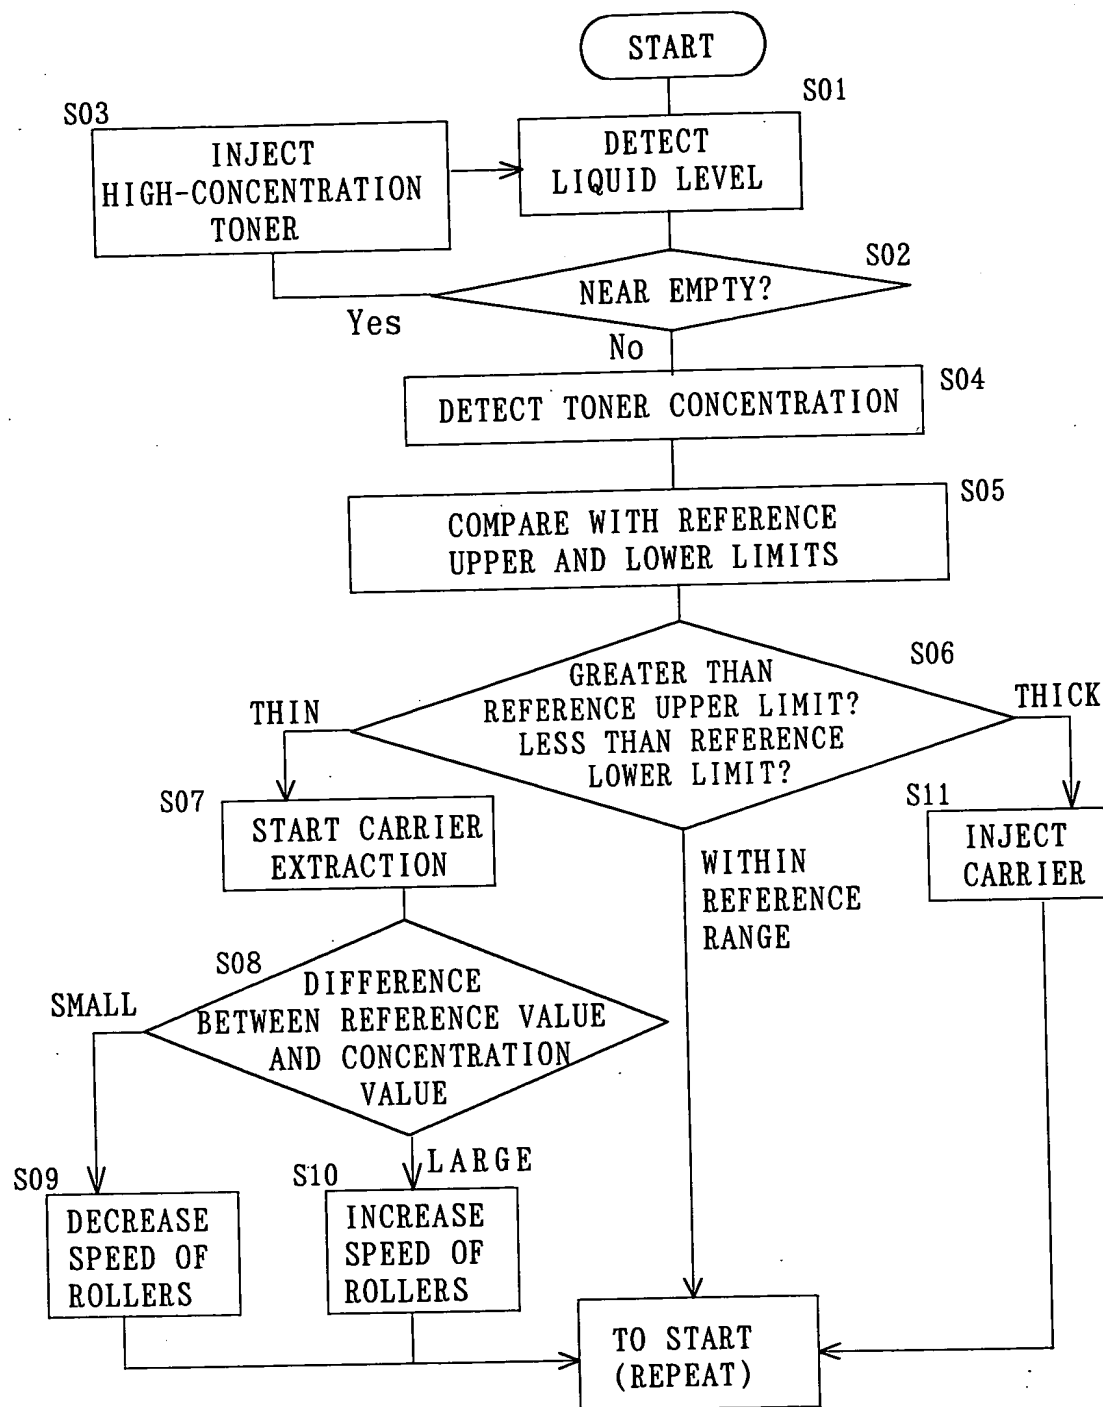 START
S01
S03
DETECT
LIQUID LEVEL
INJECT
HIGH-CONCENTRATION
TONER
S02
NEAR EMPTY?
Yes
No
S04
DETECT TONER CONCENTRATION
S05
COMPARE WITH REFERENCE
UPPER AND LOWER LIMITS
S06
GREATER THAN
REFERENCE UPPER LIMIT?
LESS THAN REFERENCE
LOWER LIMIT?
THIN
THICK
S07
START CARRIER
EXTRACTION
S11
INJECT
CARRIER
WITHIN
REFERENCE
RANGE
S08
DIFFERENCE
BETWEEN REFERENCE VALUE
AND CONCENTRATION
VALUE
SMALL
LARGE
S09
DECREASE
SPEED OF
ROLLERS
S10
INCREASE
SPEED OF
ROLLERS
TO START
(REPEAT)